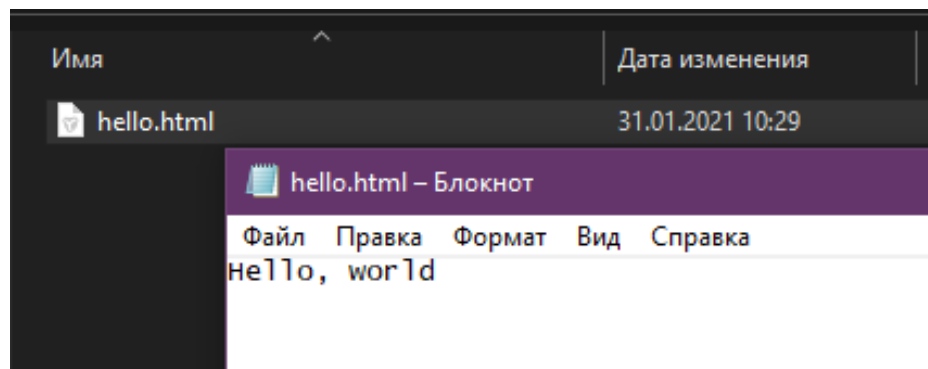 Имя
Дата изменения
hello.html
31.01.2021 10:29
hello.html – Блокнот
Файл Правка Формат Вид Справка
Hello, world